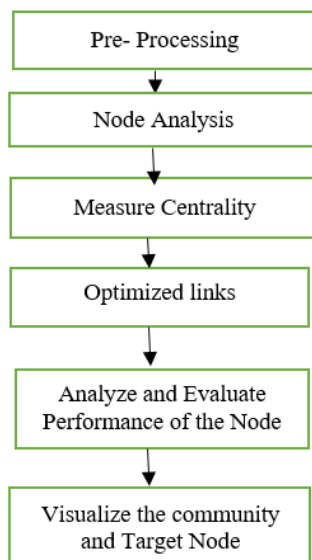 Pre- Processing
Node Analysis
Measure Centrality
Optimized links
Analyze and Evaluate
Performance of the Node
Visualize the community
and Target Node